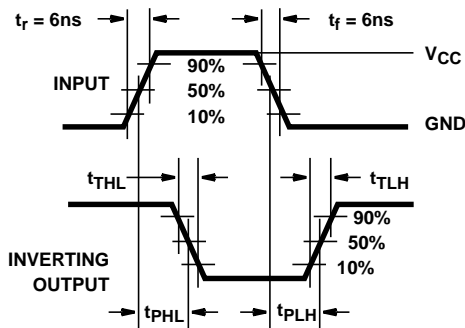 tr = 6ns
tf = 6ns
VCC
90%
INPUT
50%
10%
GND
tTHL
tTLH
90%
50%
INVERTING
OUTPUT
10%
tPHL
tPLH